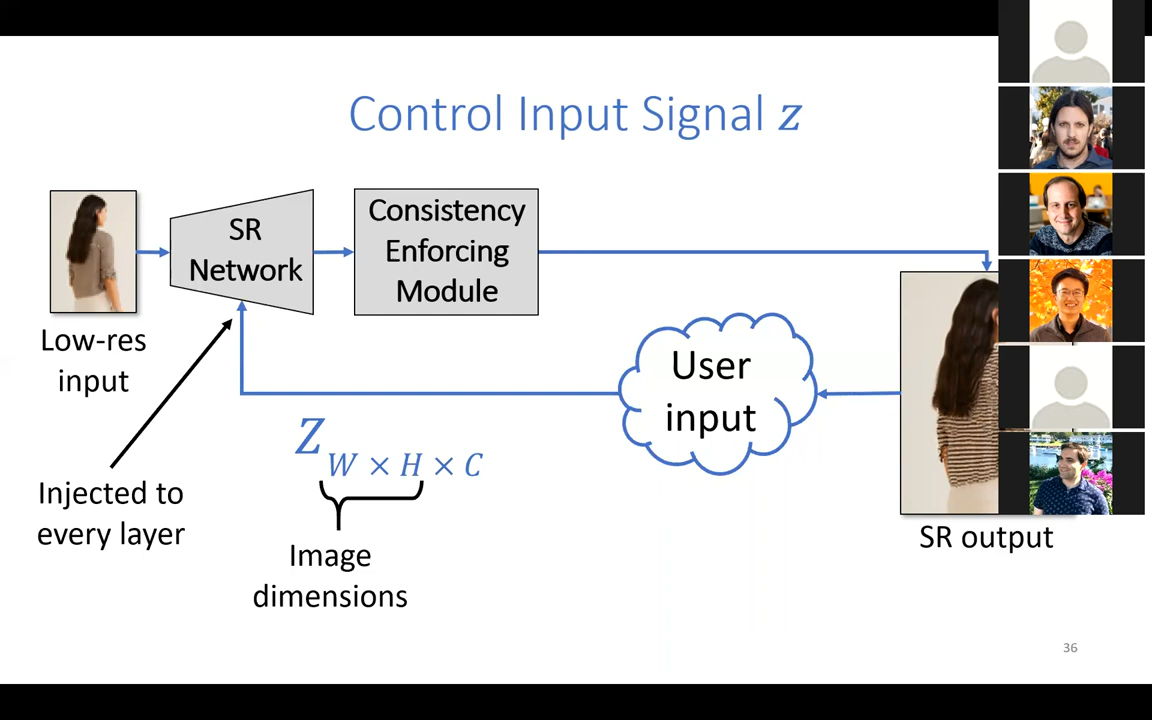 Control Input Signal z
SR
Network
Consistency
Enforcing
Module
Low-res
input
User
input
Z W × H × C
Injected to
every layer
Image
dimensions
SR output
36